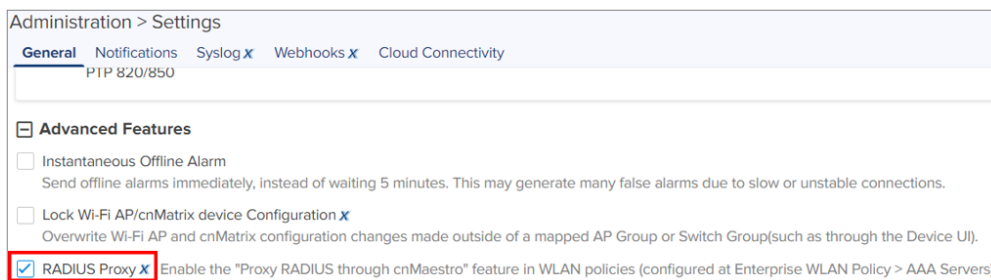 Administration > Settings
General Notifications Syslog X Webhooks X Cloud Connectivity
PTP 820/850
Advanced Features
Instantaneous Offline Alarm
Send offline alarms immediately, instead of waiting 5 minutes. This may generate many false alarms due to slow or unstable connections.
Lock Wi-Fi AP/cnMatrix device Configuration X
Overwrite Wi-Fi AP and cnMatrix configuration changes made outside of a mapped AP Group or Switch Group(such as through the Device UI).
RADIUS Proxy X Enable the "Proxy RADIUS through cnMaestro" feature in WLAN policies (configured at Enterprise WLAN Policy > AAA Servers